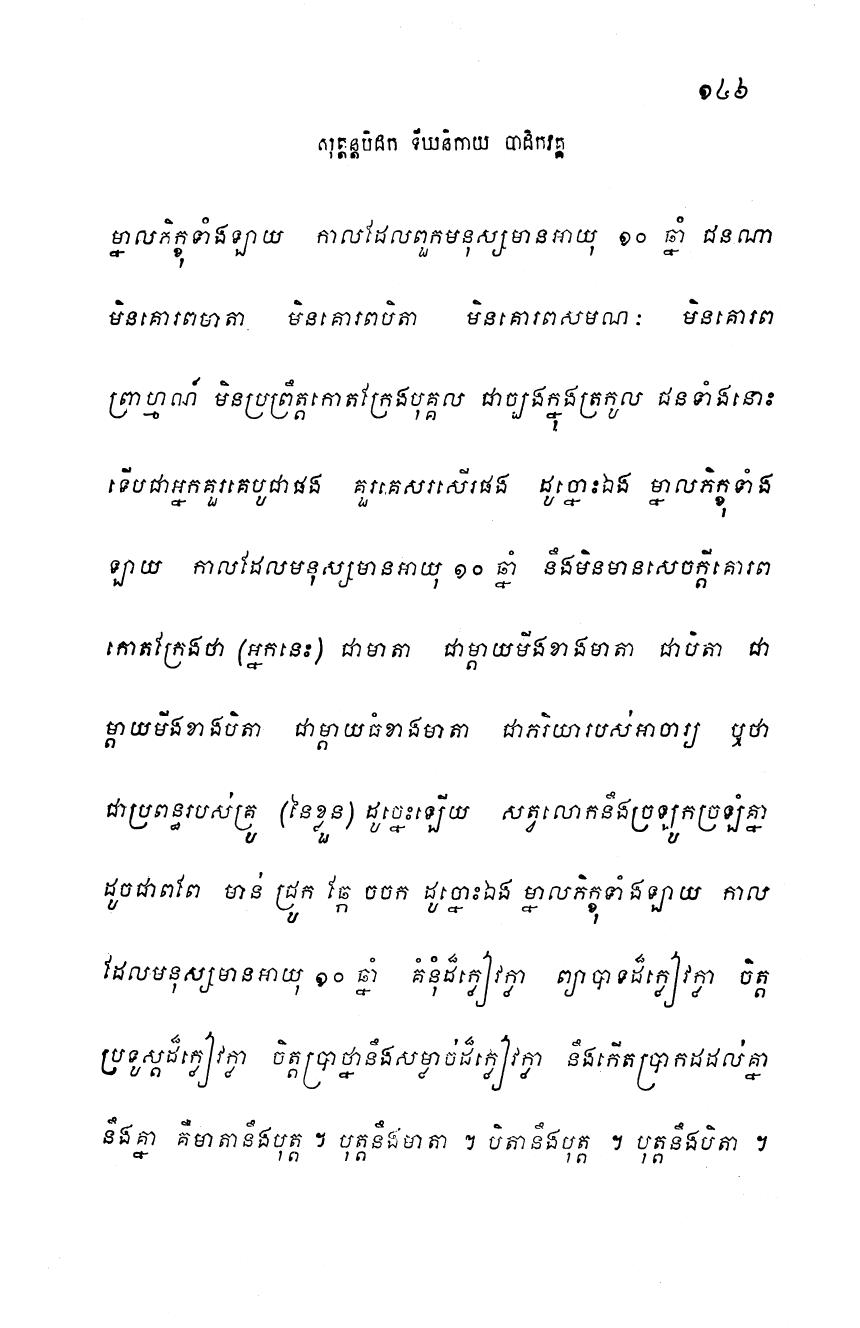 ១៤៦
សុត្តន្តបិដក ទីឃនិកាយ បាដិកវគ្គ
ម្នាលភិក្ខុទាំងឡាយ កាលដែលពួកមនុស្សមានអាយុ ១០ ឆ្នាំ ជនណា
មិនគោរពមាតា មិនគោរពបិតា មិនគោរពសមណៈ មិនគោរព
ព្រាហ្មណ៍ មិនប្រព្រឹត្តកោតក្រែងបុគ្គល ជាច្បងក្នុងត្រកូល ជនទាំងនោះ
ទើបជាអ្នកគួរគេបូជាផង គួរគេសរសើរផង ដូច្នោះឯង ម្នាលភិក្ខុទាំង
ឡាយ កាលដែលមនុស្សមានអាយុ ១០ ឆ្នាំ នឹងមិនមានសេចក្តីគោរព
កោតក្រែងថា (អ្នកនេះ) ជាមាតា ជាម្តាយមីងខាងមាតា ជាបិតា ជា
ម្តាយមីងខាងបិតា ជាម្តាយធំខាងមាតា ជាភរិយារបស់អាចារ្យ ឬថា
ជាប្រពន្ធរបស់គ្រូ (នៃខ្លួន) ដូច្នេះឡើយ សត្វលោកនឹងច្រឡូកច្រឡំគ្នា
ដូចជាពពែ មាន់ ជ្រូក ឆ្កែ ចចក ដូច្នោះឯង ម្នាលភិក្ខុទាំងឡាយ កាល
ដែលមនុស្សមានអាយុ ១០ ឆ្នាំ គំនុំដ៏ក្លៀវក្លា ព្យាបាទដ៏ក្លៀវក្លា ចិត្ត
ប្រទូស្តដ៏ក្លៀវក្លា ចិត្តប្រាថ្នានឹងសម្លាប់ដ៏ក្លៀវក្លា នឹងកើតប្រាកដដល់គ្នា
នឹងគ្នា គឺមាតានឹងបុត្ត ។ បុត្តនឹងមាតា ។ បិតានឹងបុត្ត ។ បុត្តនឹងបិតា ។